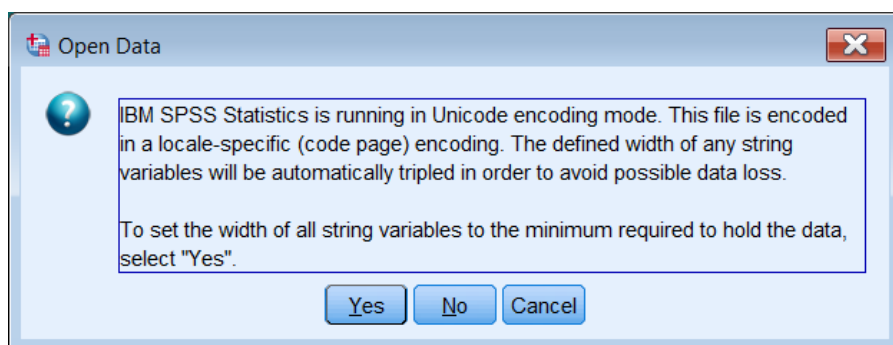 Open Data
IBM SPSS Statistics is running in Unicode encoding mode. This file is encoded
in a locale-specific (code page) encoding. The defined width of any string
variables will be automatically tripled in order to avoid possible data loss.
To set the width of all string variables to the minimum required to hold the data,
select "Yes".
Yes No Cancel